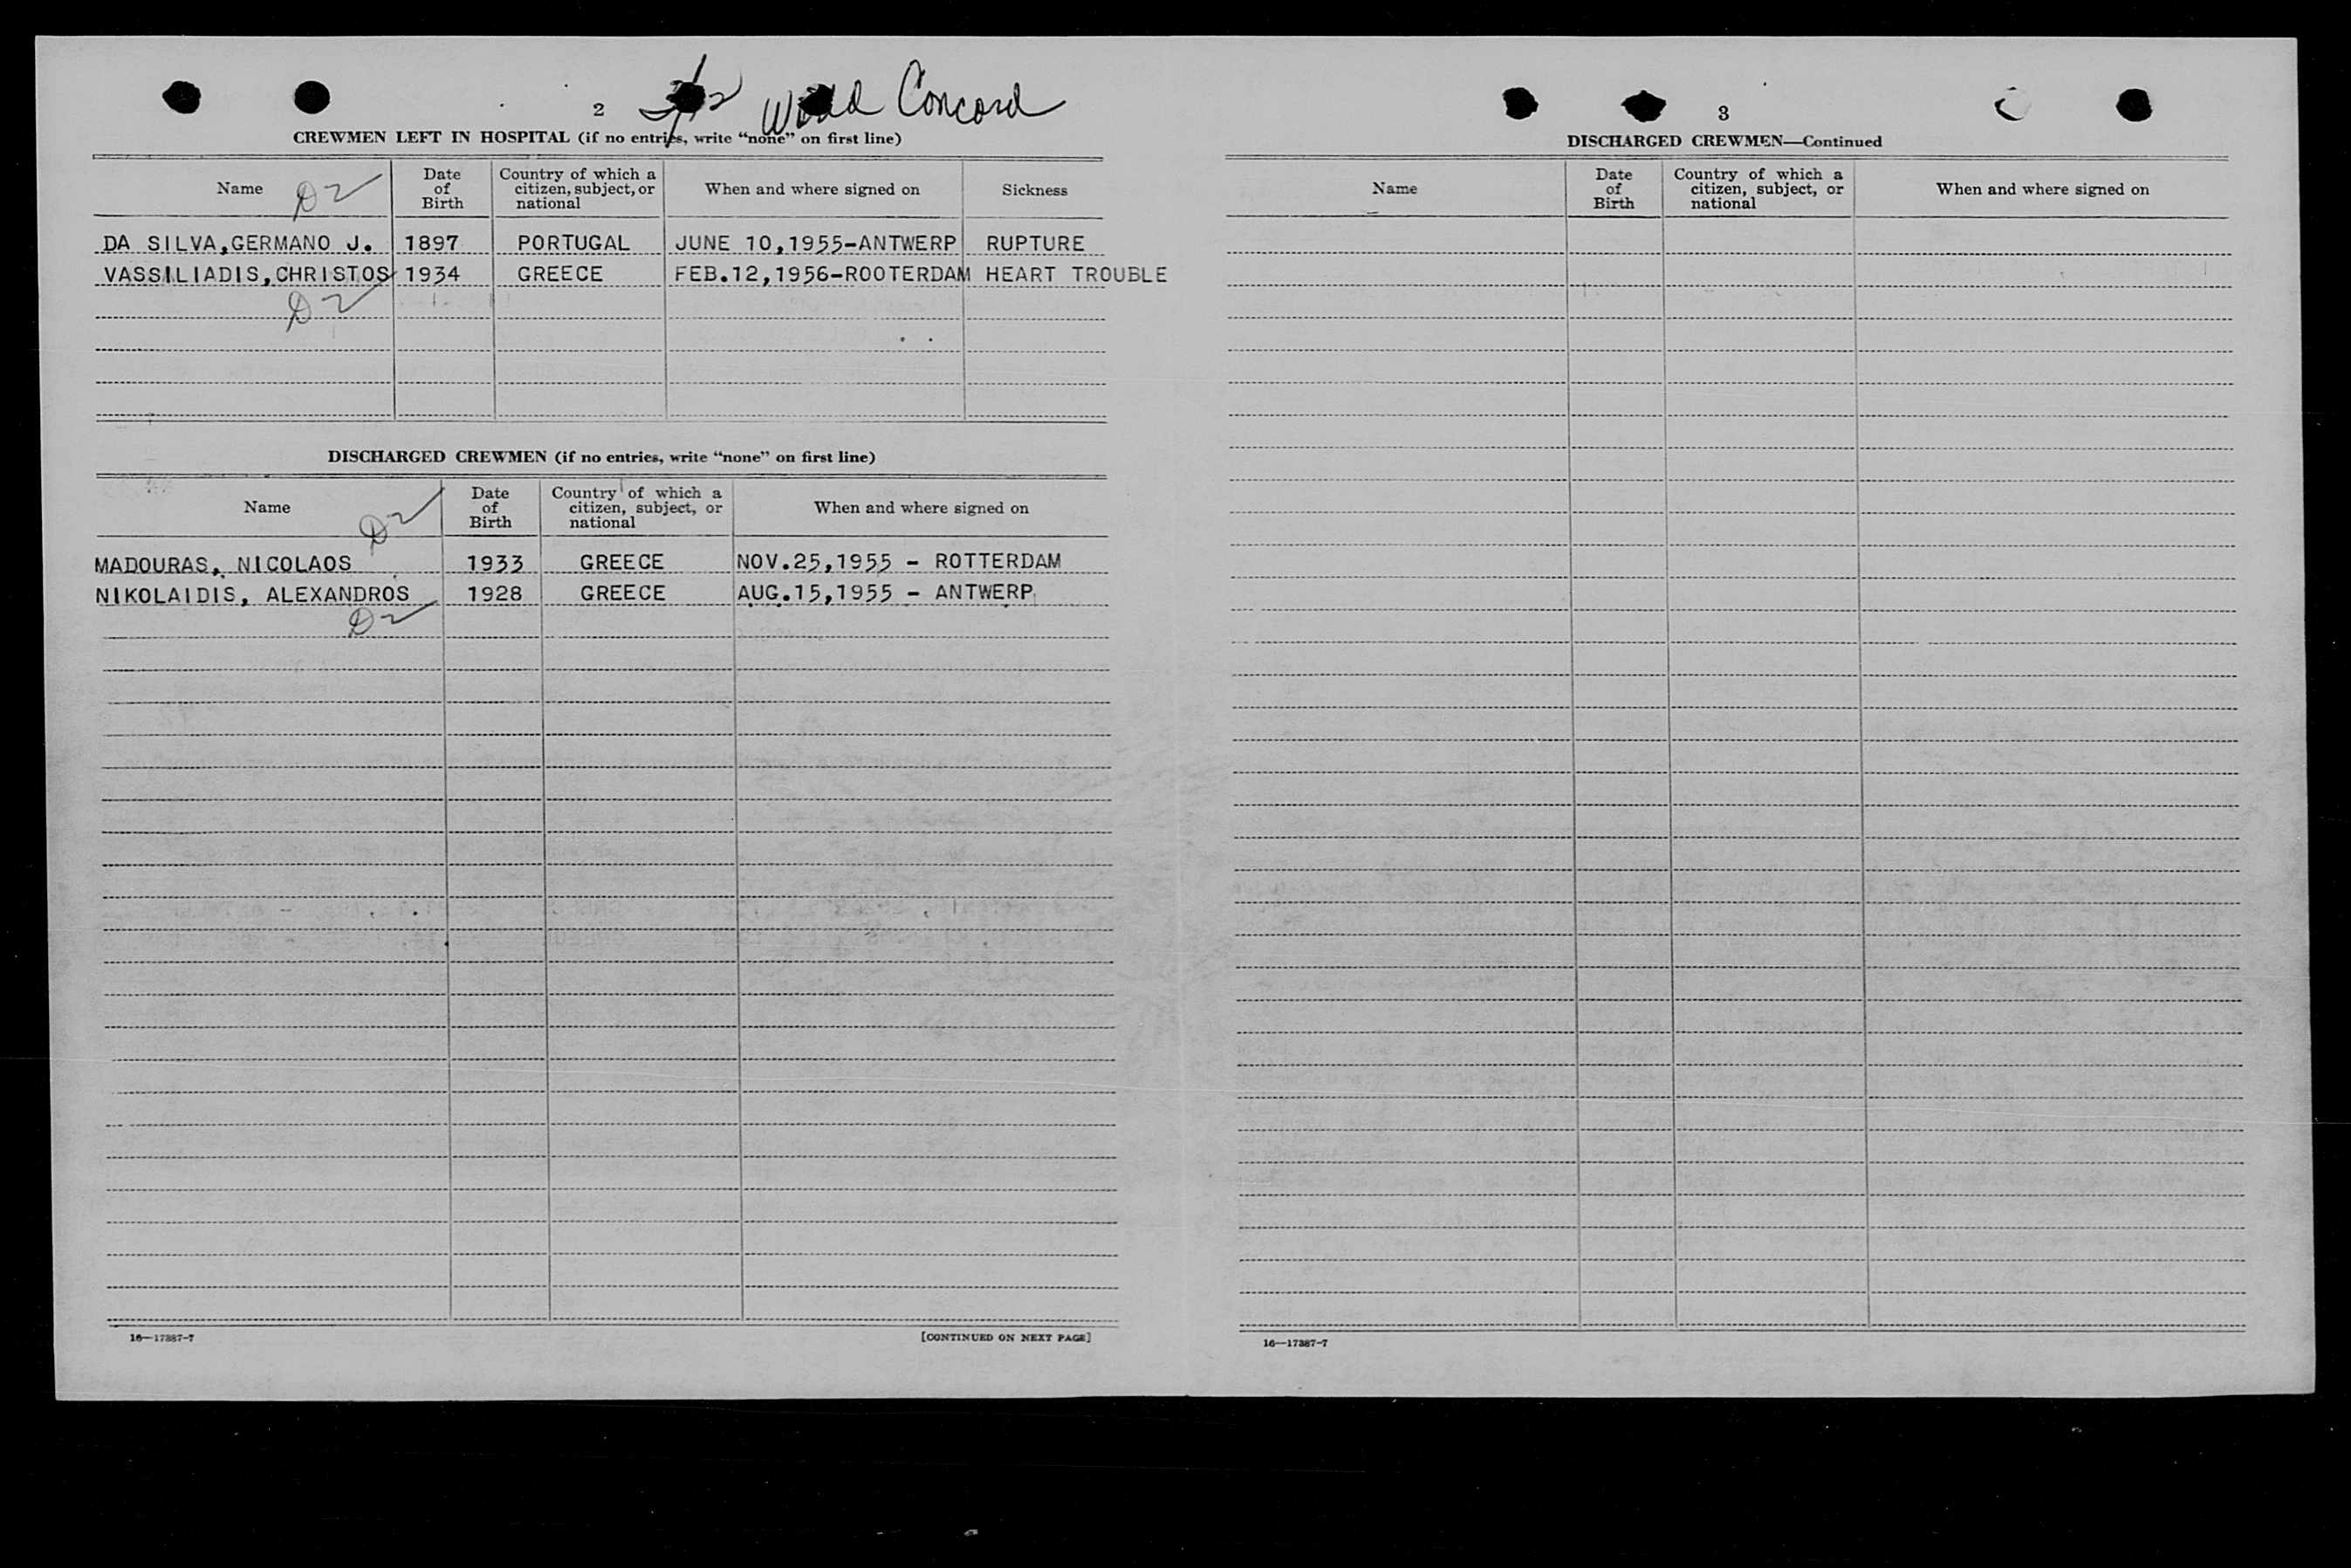 2 World Concord
CREWMEN LEFT IN HOSPITAL (if no entries, write “none” on first line)
Name D2 Date of Birth Country of which a citizen, subject, or national When and where signed on Sickness
DA SILVA,GERMANO J. 1897 PORTUGAL JUNE 10,1955-ANTWERP RUPTURE
VASSILIADIS,CHRISTOS 1934 GREECE FEB.12,1956-ROOTERDAM HEART TROUBLE
D2
DISCHARGED CREWMEN (if no entries, write “none” on first line)
Name D2 Date of Birth Country of which a citizen, subject, or national When and where signed on
MADOURAS, NICOLAOS 1933 GREECE NOV.25,1955 - ROTTERDAM
NIKOLAIDIS, ALEXANDROS 1928 GREECE AUG.15,1955 - ANTWERP
D2
16—17387-7 [CONTINUED ON NEXT PAGE]
3
DISCHARGED CREWMEN—Continued
Name Date of Birth Country of which a citizen, subject, or national When and where signed on
16—17387-7